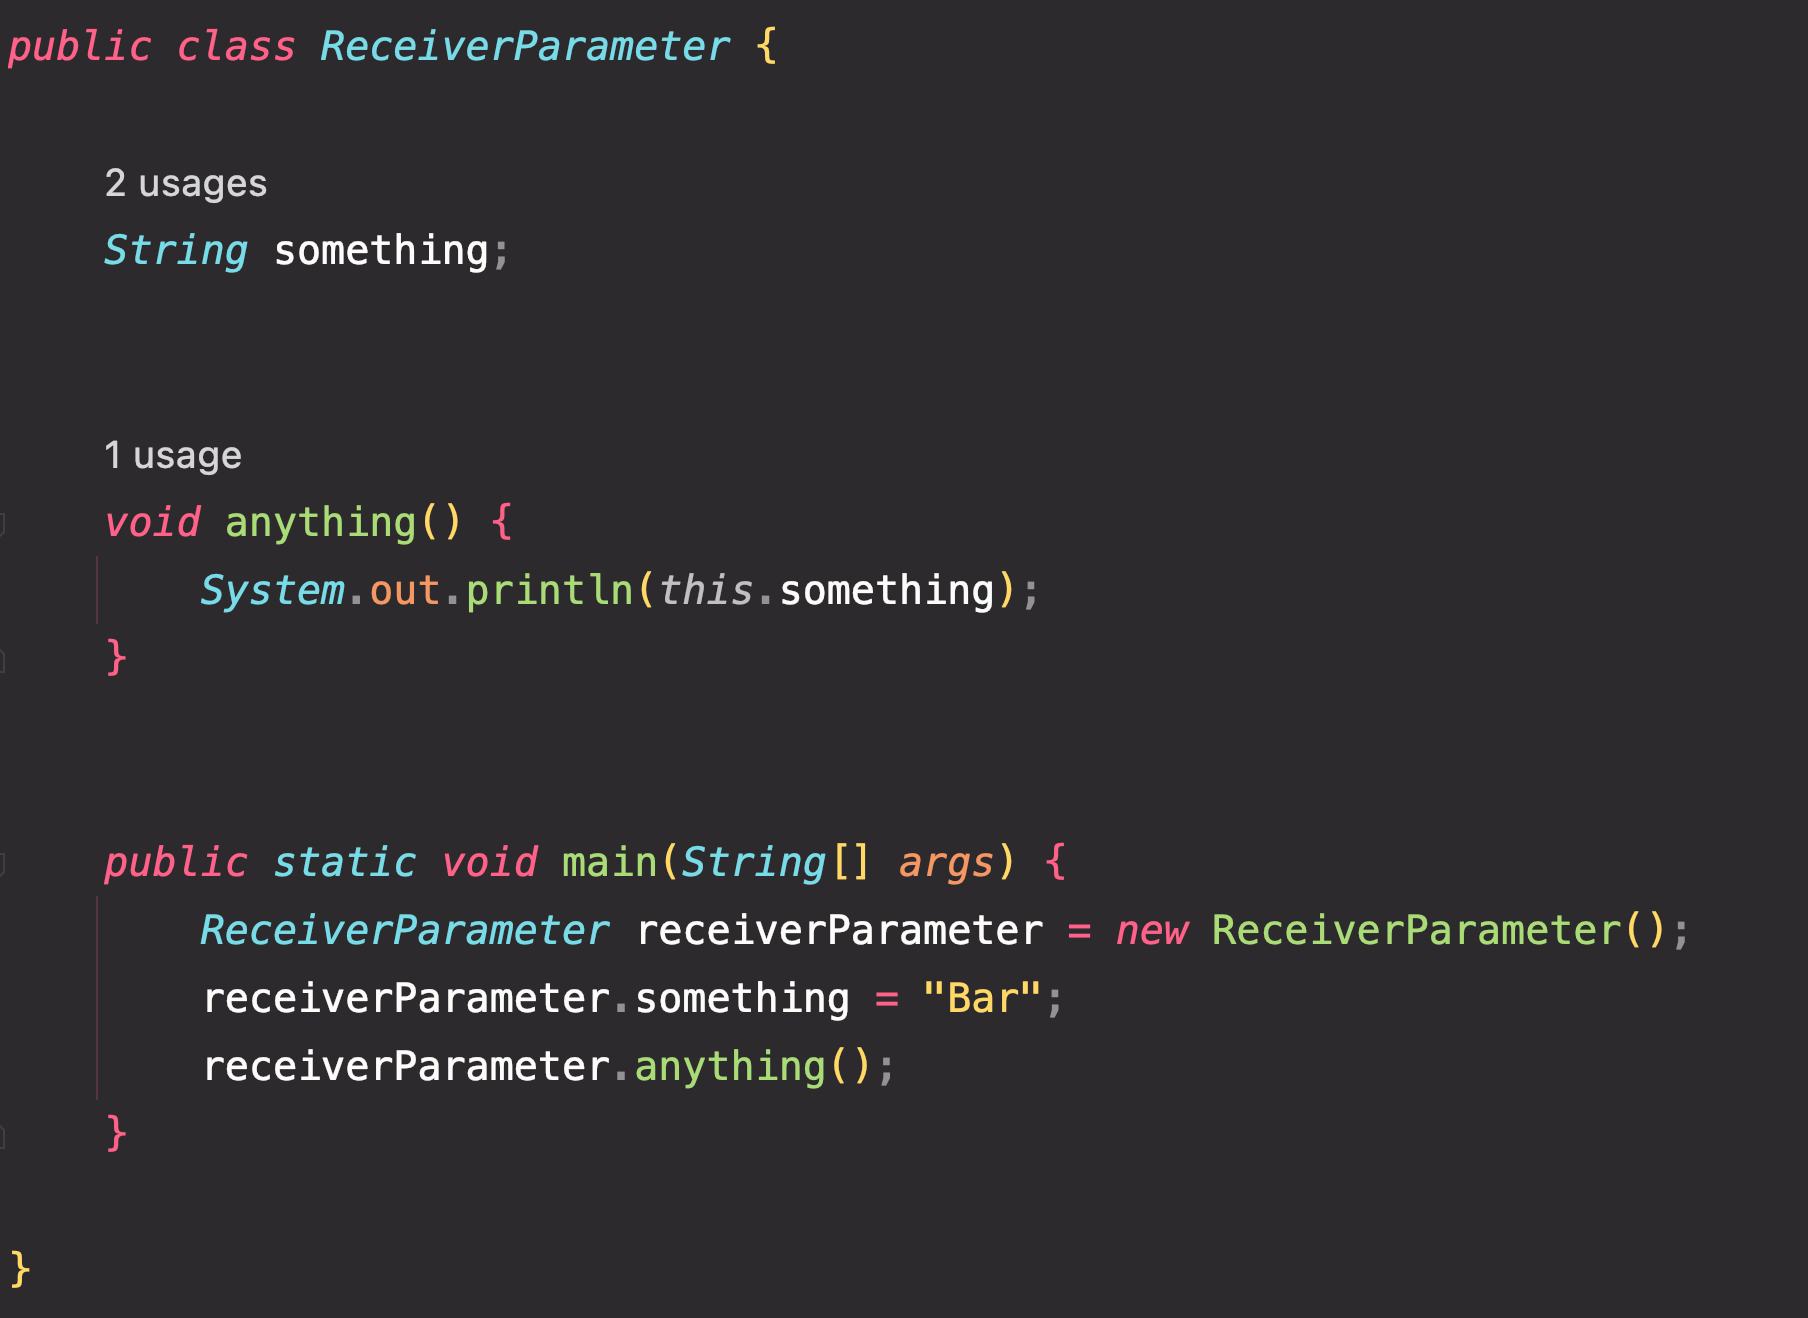 public class ReceiverParameter {
2 usages
String something;
1 usage
void anything() {
System.out.println(this.something);
}
public static void main(String[] args) {
ReceiverParameter receiverParameter = new ReceiverParameter();
receiverParameter.something = "Bar";
receiverParameter.anything();
}
}